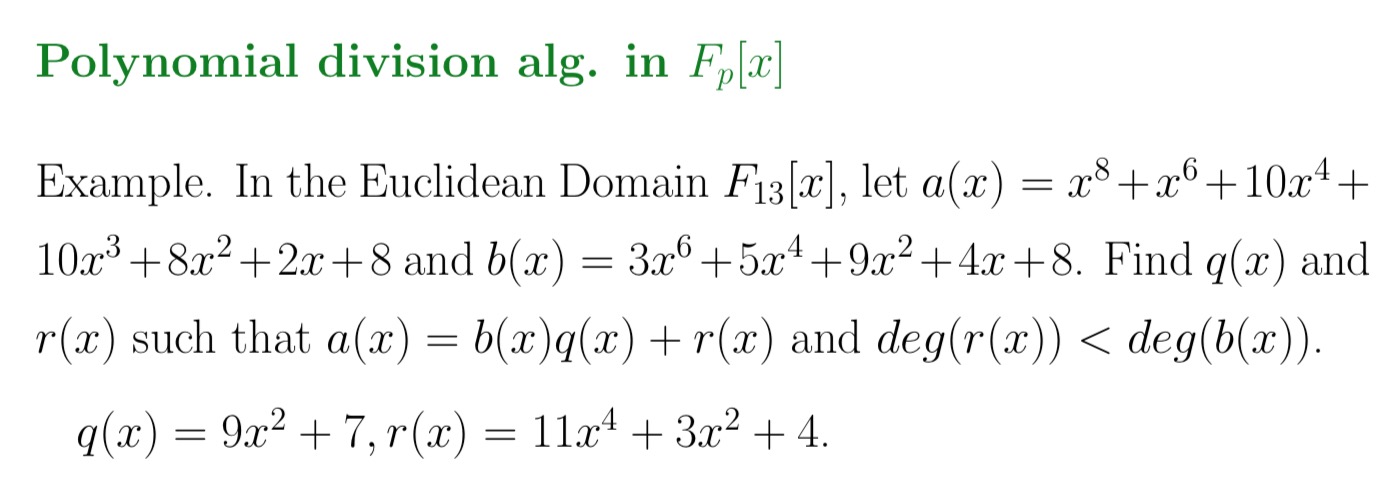 Polynomial division alg. in $F_p[x]$
Example. In the Euclidean Domain $F_{13}[x]$, let $a(x) = x^8 + x^6 + 10x^4 +$
$10x^3 + 8x^2 + 2x + 8$ and $b(x) = 3x^6 + 5x^4 + 9x^2 + 4x + 8$. Find $q(x)$ and
$r(x)$ such that $a(x) = b(x)q(x) + r(x)$ and $deg(r(x)) < deg(b(x))$.
$q(x) = 9x^2 + 7, r(x) = 11x^4 + 3x^2 + 4$.